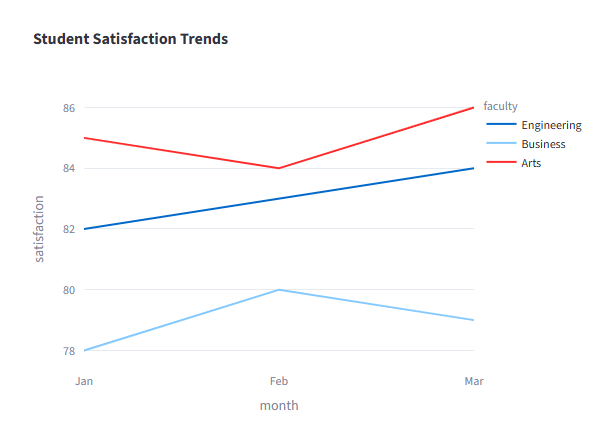 Student Satisfaction Trends
86
84
82
80
78
satisfaction
Jan Feb Mar
month
faculty
Engineering
Business
Arts